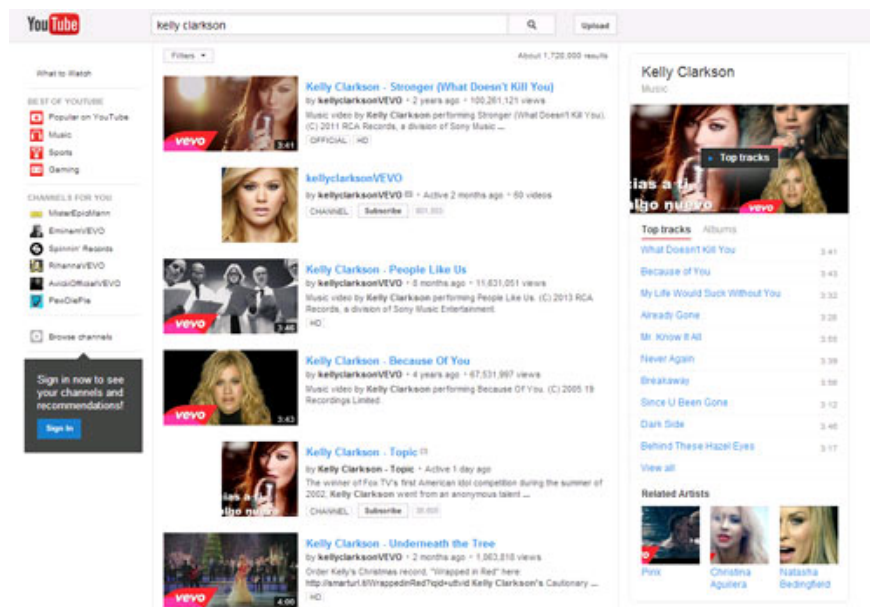 YouTube
kelly clarkson
Upload
Filters
About 1,720,000 results
What to Watch
BEST OF YOUTUBE
Popular on YouTube
Music
Sports
Gaming
CHANNELS FOR YOU
MisterEpicMann
EminemVEVO
Spinnin' Records
RihannaVEVO
AviciiOfficialVEVO
PewDiePie
Browse channels
Sign in now to see
your channels and
recommendations!
Sign In
vevo
3:41
Kelly Clarkson - Stronger (What Doesn't Kill You)
by kellyclarksonVEVO • 2 years ago • 100,261,121 views
Music video by Kelly Clarkson performing Stronger (What Doesn't Kill You).
(C) 2011 RCA Records, a division of Sony Music ...
OFFICIAL HD
kellyclarksonVEVO
by kellyclarksonVEVO • Active 2 months ago • 60 videos
CHANNEL Subscribe
vevo
3:46
Kelly Clarkson - People Like Us
by kellyclarksonVEVO • 8 months ago • 11,631,051 views
Music video by Kelly Clarkson performing People Like Us. (C) 2013 RCA
Records, a division of Sony Music Entertainment
HD
vevo
3:43
Kelly Clarkson - Because Of You
by kellyclarksonVEVO • 4 years ago • 67,531,997 views
Music video by Kelly Clarkson performing Because Of You. (C) 2005 19
Recordings Limited
ias a
algo nuevo
Kelly Clarkson - Topic
by Kelly Clarkson - Topic • Active 1 day ago
The winner of Fox TV's first American Idol competition during the summer of
2002, Kelly Clarkson went from an anonymous talent ...
CHANNEL Subscribe
vevo
4:06
Kelly Clarkson - Underneath the Tree
by kellyclarksonVEVO • 2 months ago • 1,063,818 views
Order Kelly's Christmas record, "Wrapped in Red" here:
Kelly Clarkson's Cautionary ...
HD
Kelly Clarkson
Music
Top tracks
ias a ti
algo nuevo
vevo
Top tracks Albums
What Doesn't Kill You 3:41
Because of You 3:43
My Life Would Suck Without You 3:32
Already Gone
Mr. Know It All
Never Again
Breakaway
Since U Been Gone 3:12
Dark Side 3:46
Behind These Hazel Eyes 3:17
View all
Related Artists
Pink
Christina
Aguilera
Natasha
Bedingfield